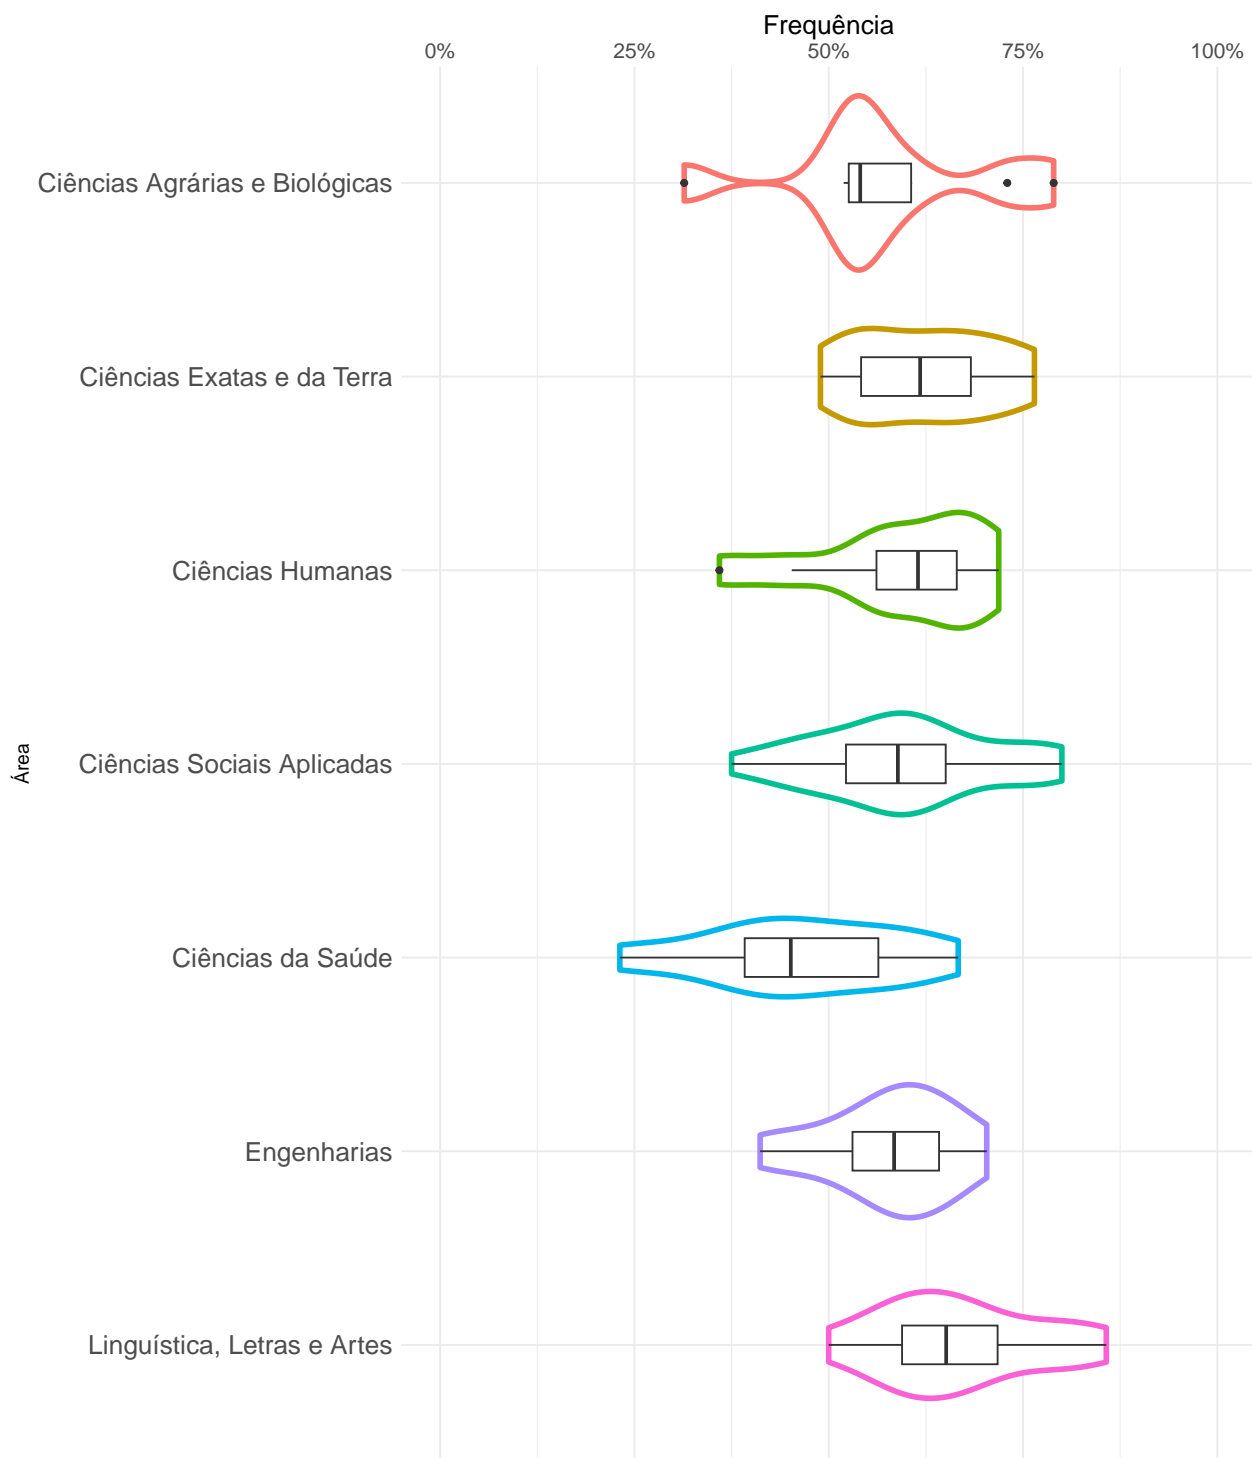 Frequência
0% 25% 50% 75% 100%
Ciências Agrárias e Biológicas
Ciências Exatas e da Terra
Ciências Humanas
Área
Ciências Sociais Aplicadas
Ciências da Saúde
Engenharias
Linguística, Letras e Artes